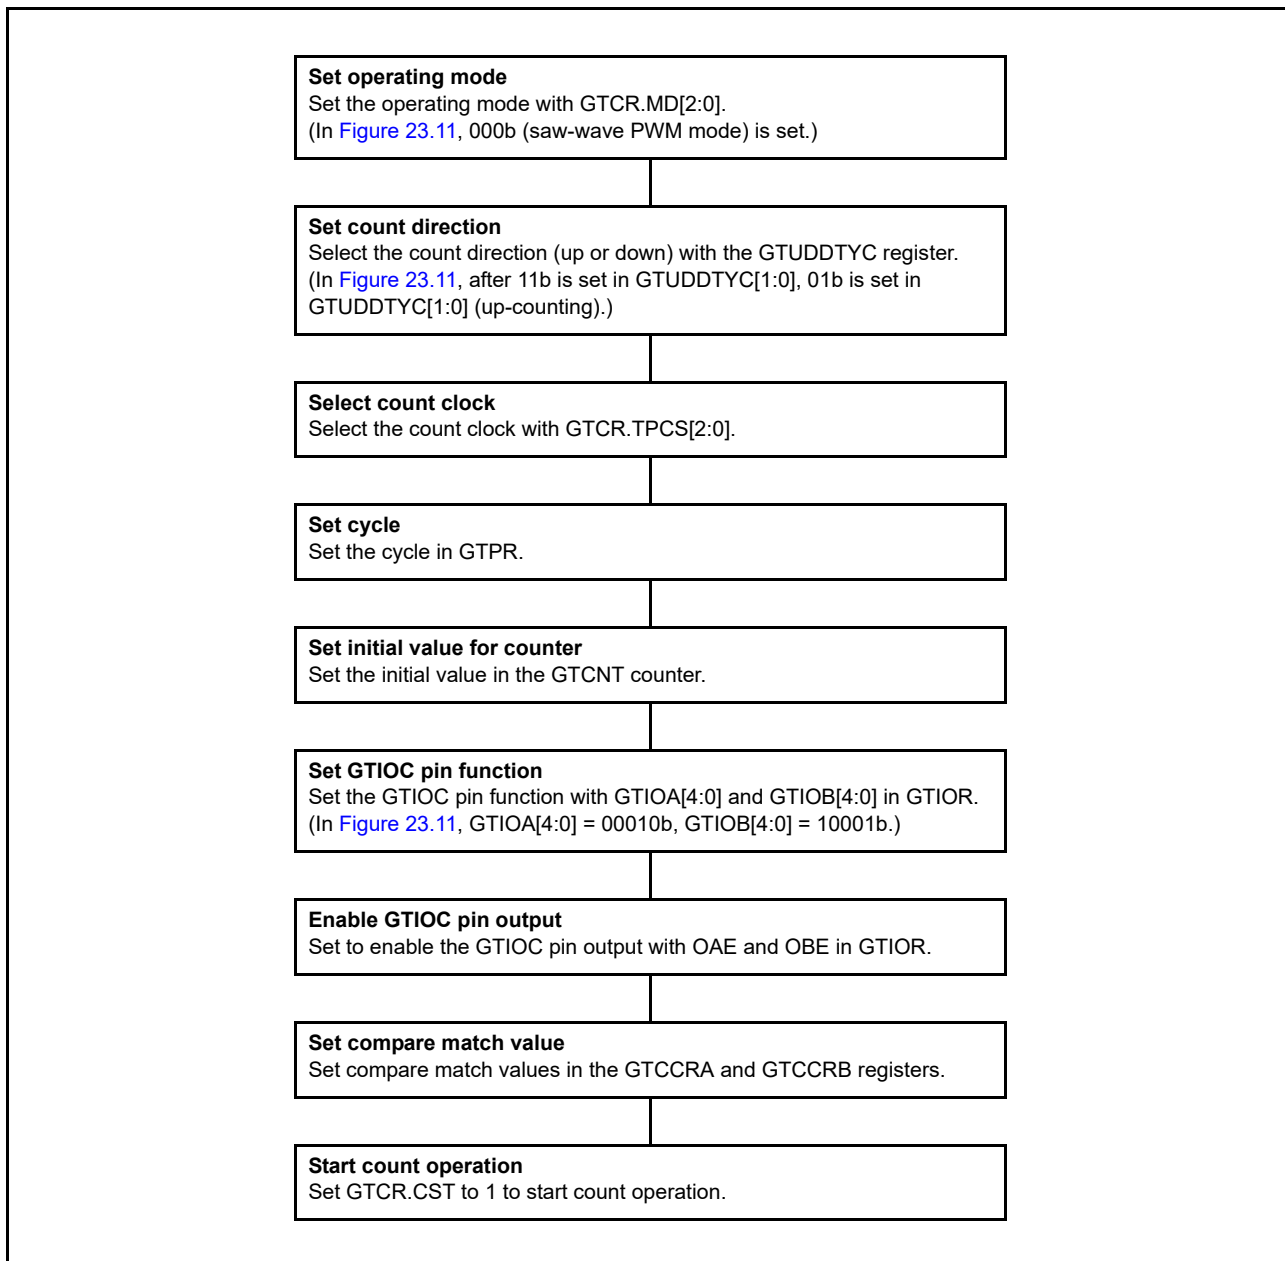 Set operating mode
Set the operating mode with GTCR.MD[2:0].
(In Figure 23.11, 000b (saw-wave PWM mode) is set.)
Set count direction
Select the count direction (up or down) with the GTUDDTYC register.
(In Figure 23.11, after 11b is set in GTUDDTYC[1:0], 01b is set in
GTUDDTYC[1:0] (up-counting).)
Select count clock
Select the count clock with GTCR.TPCS[2:0].
Set cycle
Set the cycle in GTPR.
Set initial value for counter
Set the initial value in the GTCNT counter.
Set GTIOC pin function
Set the GTIOC pin function with GTIOA[4:0] and GTIOB[4:0] in GTIOR.
(In Figure 23.11, GTIOA[4:0] = 00010b, GTIOB[4:0] = 10001b.)
Enable GTIOC pin output
Set to enable the GTIOC pin output with OAE and OBE in GTIOR.
Set compare match value
Set compare match values in the GTCCRA and GTCCRB registers.
Start count operation
Set GTCR.CST to 1 to start count operation.